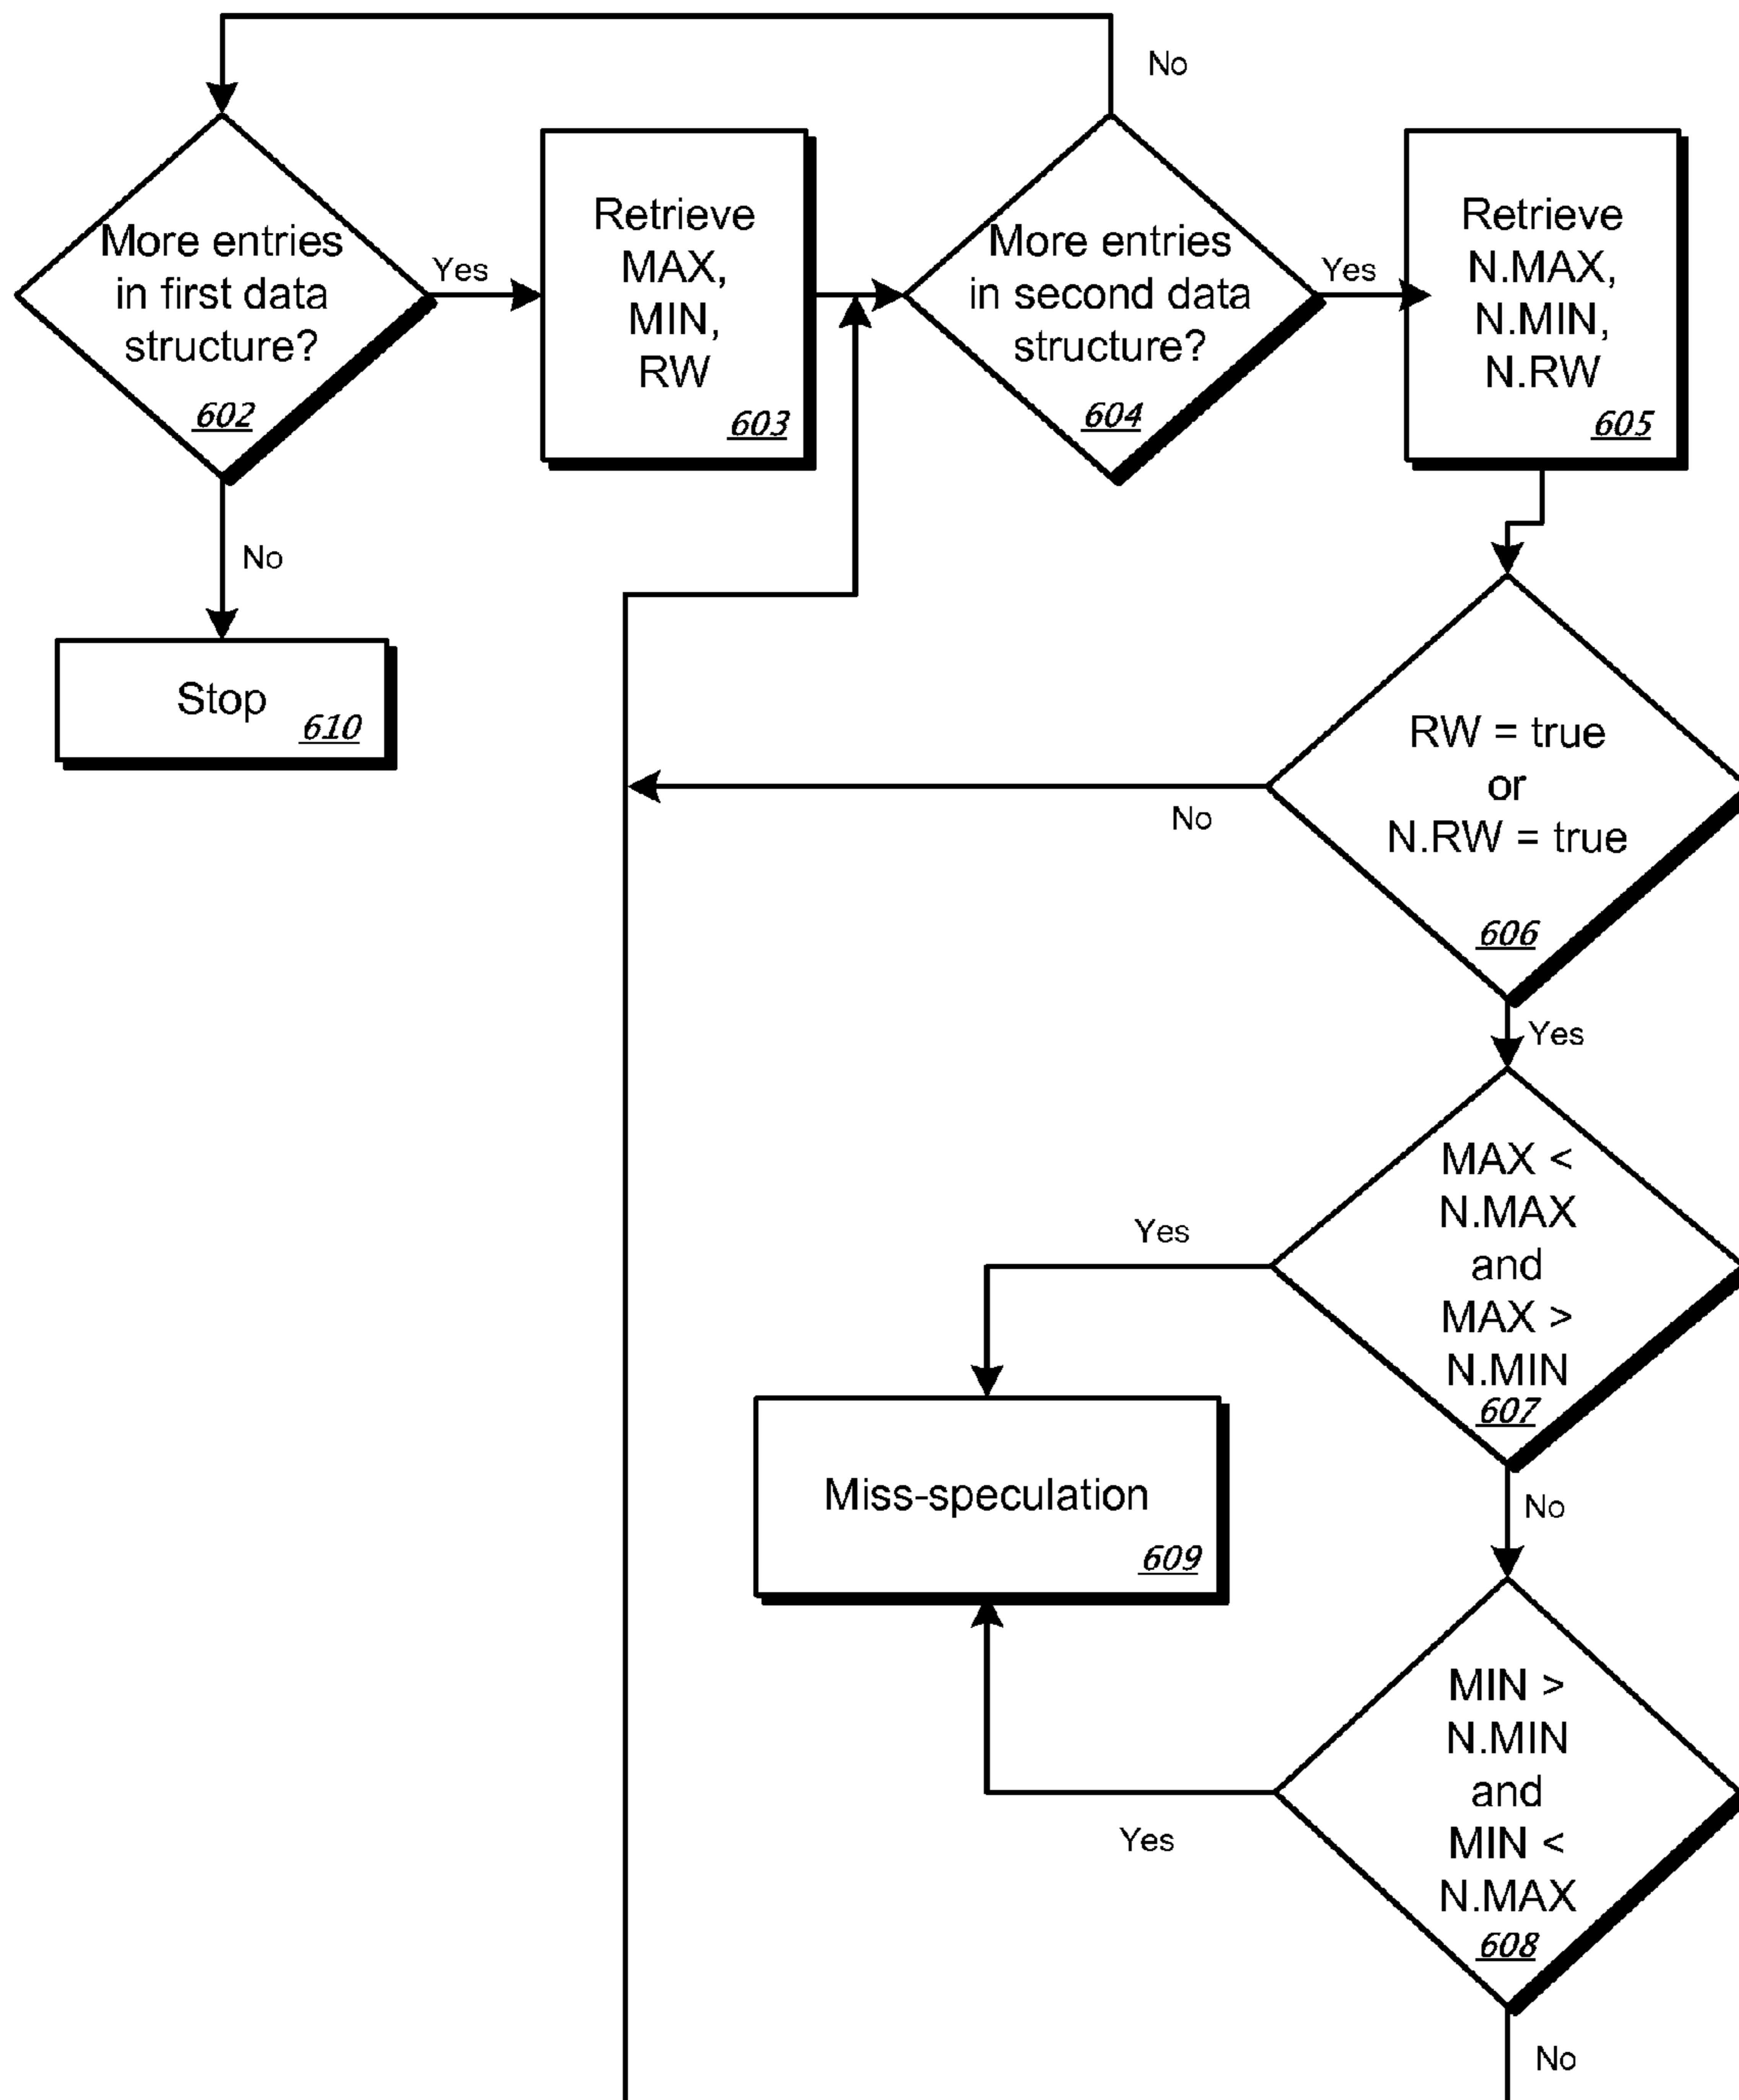 No
More entries
in first data
structure?
602
Yes
Retrieve
MAX,
MIN,
RW
603
More entries
in second data
structure?
604
Yes
Retrieve
N.MAX,
N.MIN,
N.RW
605
No
Stop
610
RW = true
or
N.RW = true
606
No
Yes
MAX <
N.MAX
and
MAX >
N.MIN
607
Yes
Miss-speculation
609
No
MIN >
N.MIN
and
MIN <
N.MAX
608
Yes
No